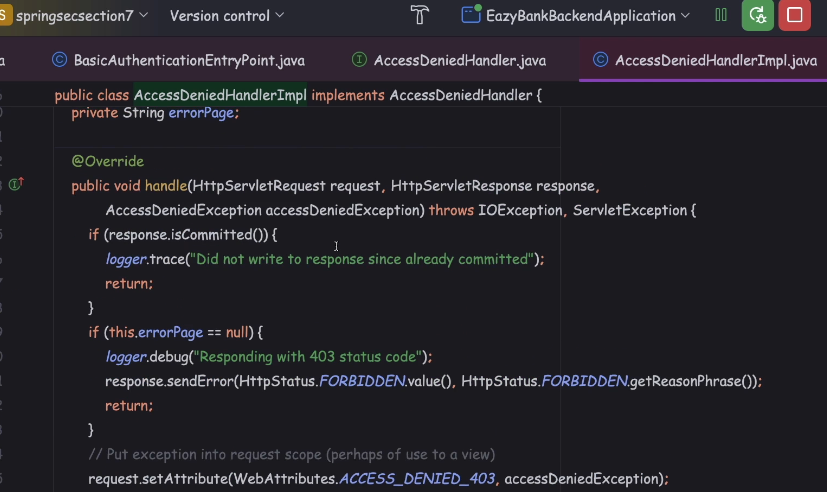 S springsecsection7 Version control EazyBankBackendApplication
a BasicAuthenticationEntryPoint.java AccessDeniedHandler.java AccessDeniedHandlerImpl.java
public class AccessDeniedHandlerImpl implements AccessDeniedHandler {
private String errorPage;
@Override
public void handle(HttpServletRequest request, HttpServletResponse response,
AccessDeniedException accessDeniedException) throws IOException, ServletException {
if (response.isCommitted()) {
logger.trace("Did not write to response since already committed");
return;
}
if (this.errorPage == null) {
logger.debug("Responding with 403 status code");
response.sendError(HttpStatus.FORBIDDEN.value(), HttpStatus.FORBIDDEN.getReasonPhrase());
return;
}
// Put exception into request scope (perhaps of use to a view)
request.setAttribute(WebAttributes.ACCESS_DENIED_403, accessDeniedException);